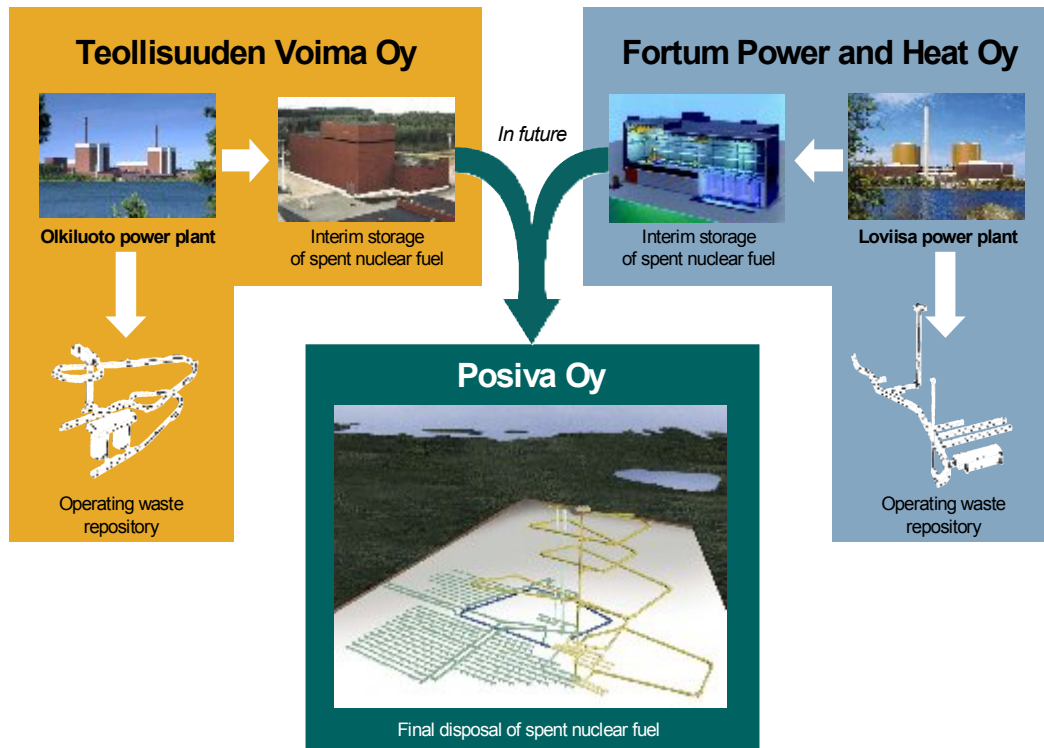 Teollisuuden Voima Oy
Fortum Power and Heat Oy
In future
Olkiluoto power plant
Interim storage
of spent nuclear fuel
Interim storage
of spent nuclear fuel
Loviisa power plant
Operating waste
repository
Posiva Oy
Operating waste
repository
Final disposal of spent nuclear fuel